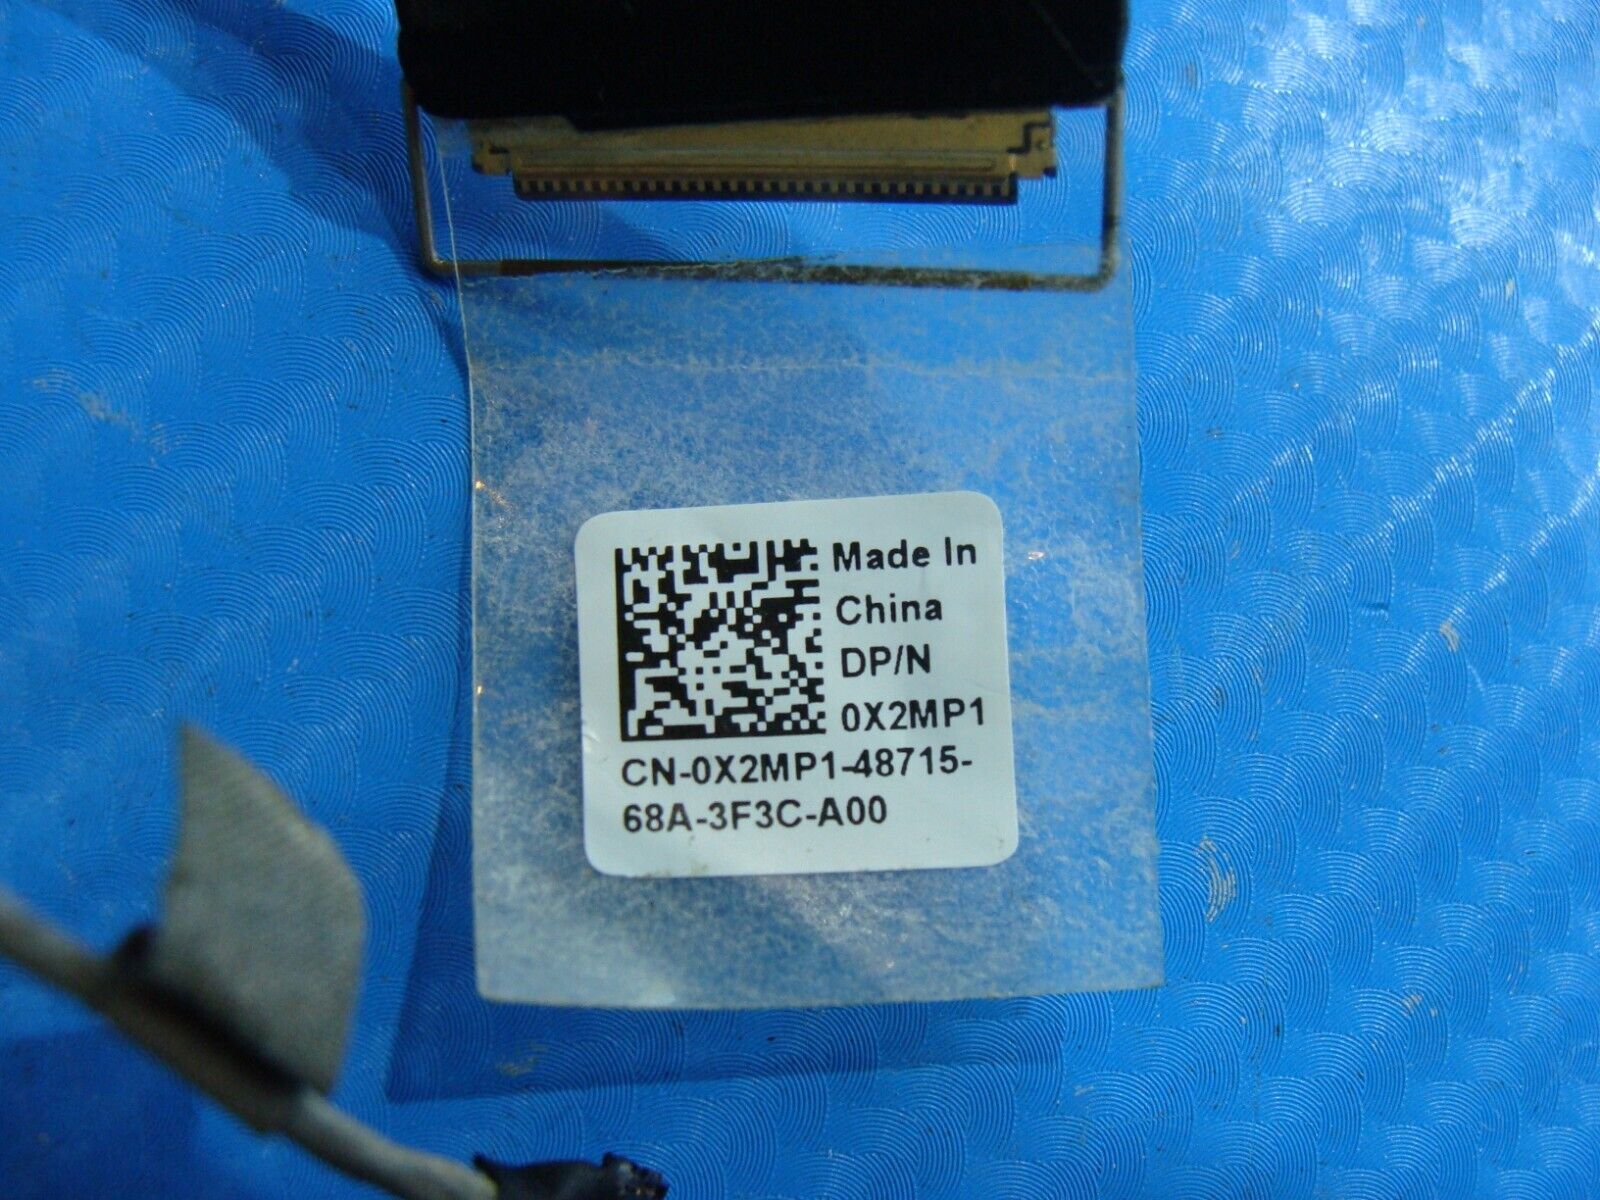 Made In
China
DP/N
0X2MP1
CN-0X2MP1-48715-
68A-3F3C-A00